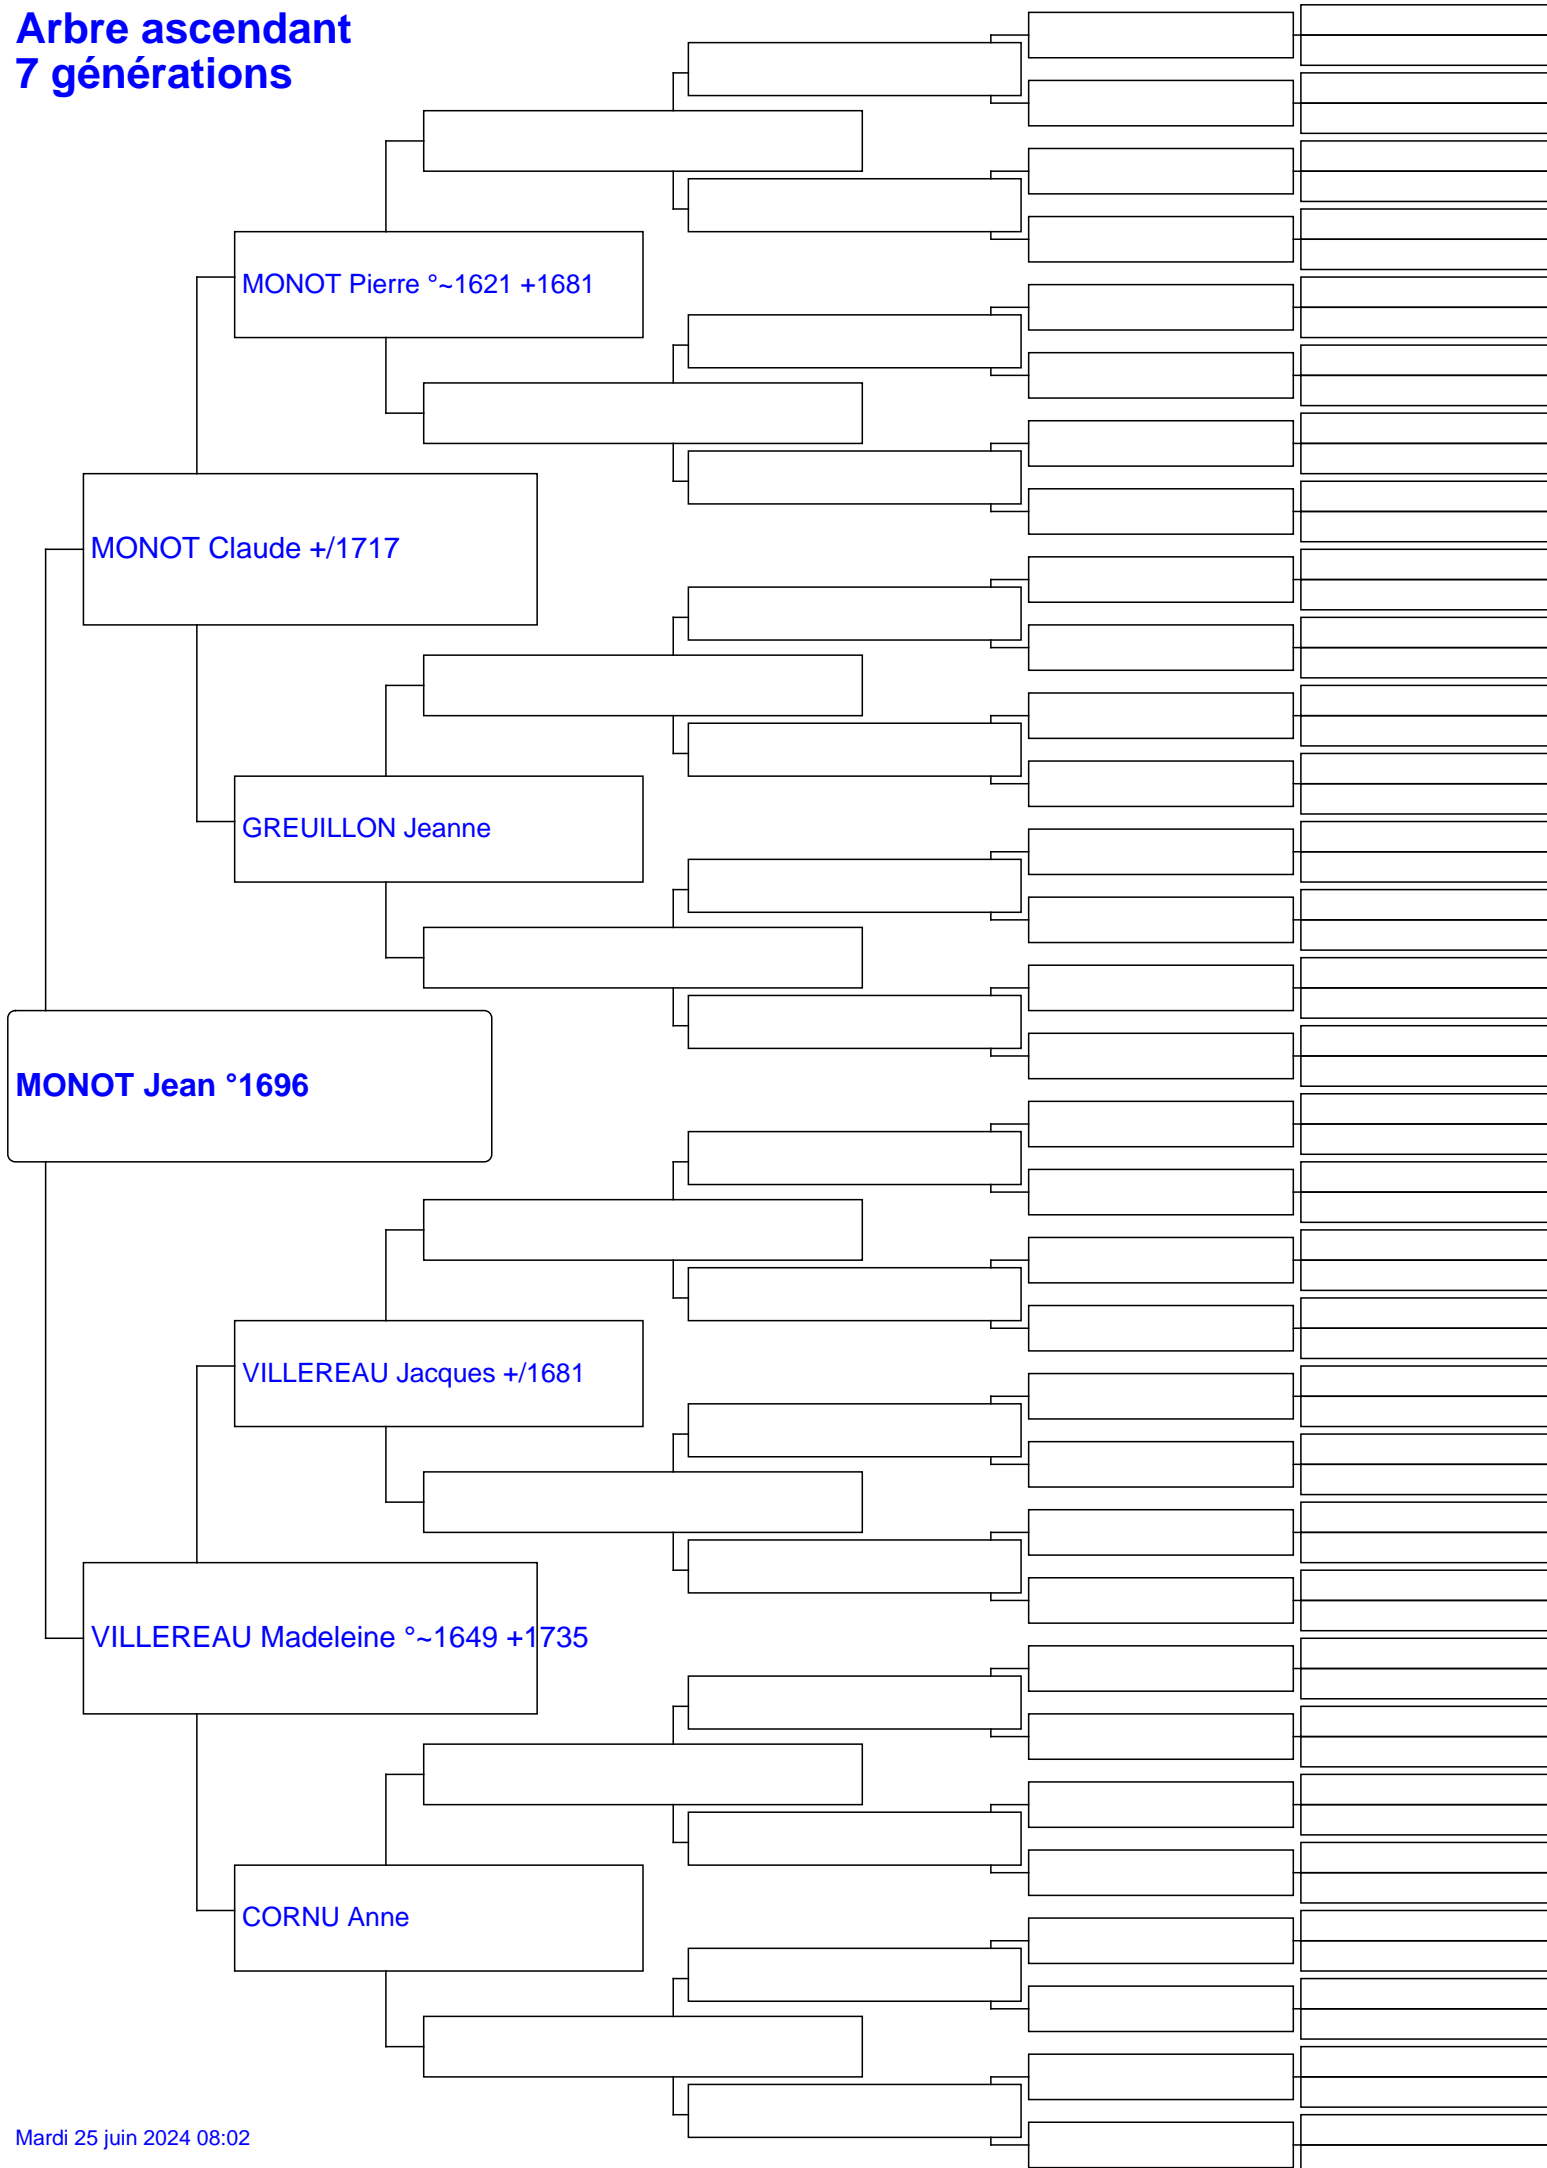 Arbre ascendant
7 générations
MONOT Pierre °~1621 +1681
MONOT Claude +/1717
GREUILLON Jeanne
MONOT Jean °1696
VILLEREAU Jacques +/1681
VILLEREAU Madeleine °~1649 +1735
CORNU Anne
Mardi 25 juin 2024 08:02